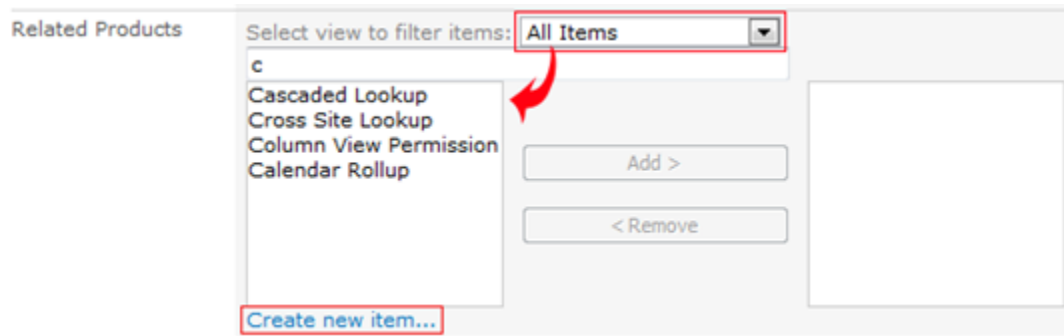 Related Products
Select view to filter items: All Items
c
Cascaded Lookup
Cross Site Lookup
Column View Permission
Calendar Rollup
Add >
< Remove
Create new item...